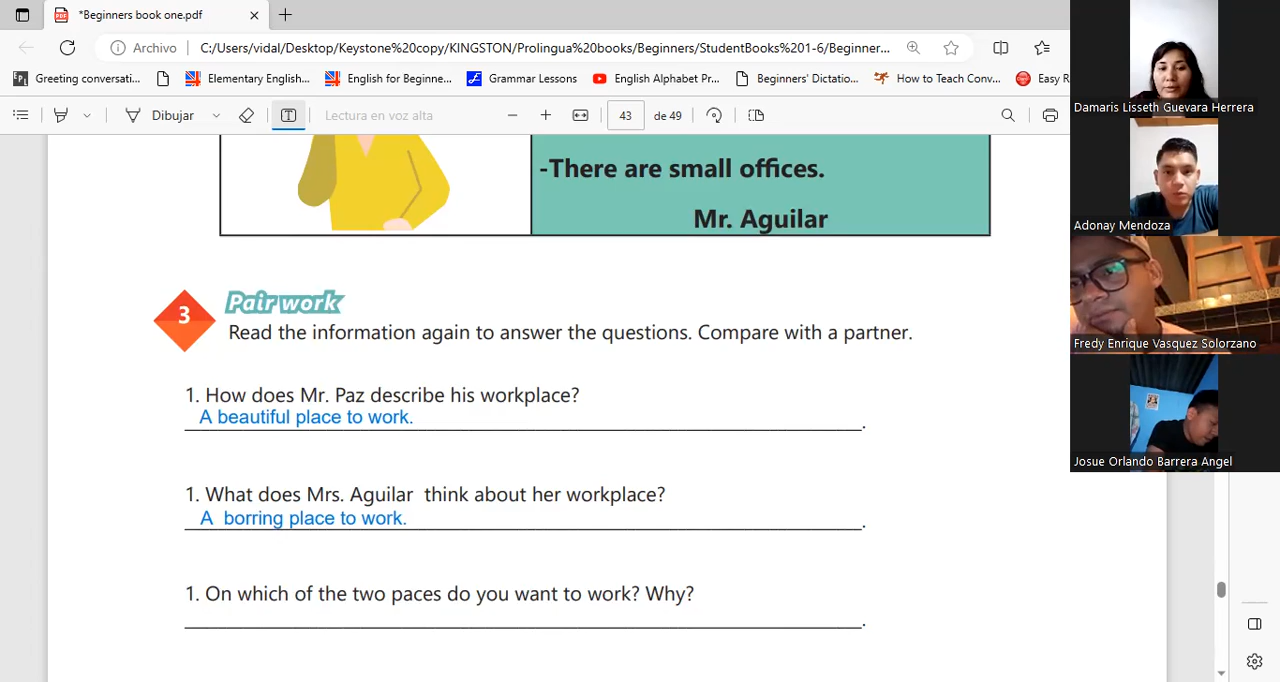 *Beginners book one.pdf
Archivo
C:/Users/vidal/Desktop/Keystone%20copy/KINGSTON/Prolingua%20books/Beginners/StudentBooks%201-6/Beginner...
Greeting conversati...
Elementary English...
English for Beginne...
Grammar Lessons
English Alphabet Pr...
Beginners' Dictatio...
How to Teach Conv...
Easy R
Dibujar
Lectura en voz alta
43
de 49
-There are small offices.
Mr. Aguilar
3
Pair work
Read the information again to answer the questions. Compare with a partner.
1. How does Mr. Paz describe his workplace?
A beautiful place to work.
1. What does Mrs. Aguilar think about her workplace?
A borring place to work.
1. On which of the two paces do you want to work? Why?
Damaris Lisseth Guevara Herrera
Adonay Mendoza
Fredy Enrique Vasquez Solorzano
Josue Orlando Barrera Angel